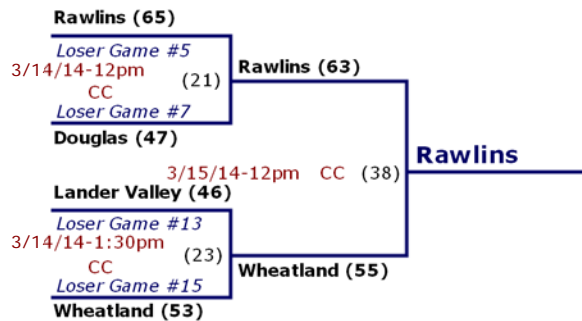 Rawlins (65)
Loser Game #5
3/14/14-12pm (21) Rawlins (63)
CC
Loser Game #7
Douglas (47)
3/15/14-12pm CC (38) Rawlins
Lander Valley (46)
Loser Game #13
3/14/14-1:30pm (23)
CC Wheatland (55)
Loser Game #15
Wheatland (53)